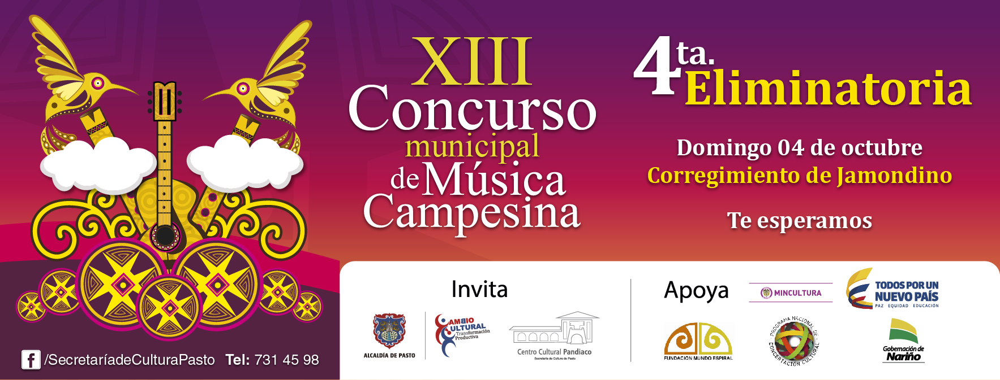 XIII
Concurso
municipal
de Música
Campesina
4ta.
Eliminatoria
Domingo 04 de octubre
Corregimiento de Jamondino
Te esperamos
Invita
ALCALDÍA DE PASTO
CAMBIO
CULTURAL
Transformación
Productiva
Centro Cultural Pandiaco
Secretaría de Cultura de Pasto
Apoya
MINCULTURA
TODOS POR UN
NUEVO PAÍS
PAZ EQUIDAD EDUCACIÓN
FUNDACIÓN MUNDO ESPIRAL
PROGRAMA NACIONAL DE
CONCERTACIÓN CULTURAL
Gobernación de
Nariño
f /SecretaríadeCulturaPasto Tel: 731 45 98